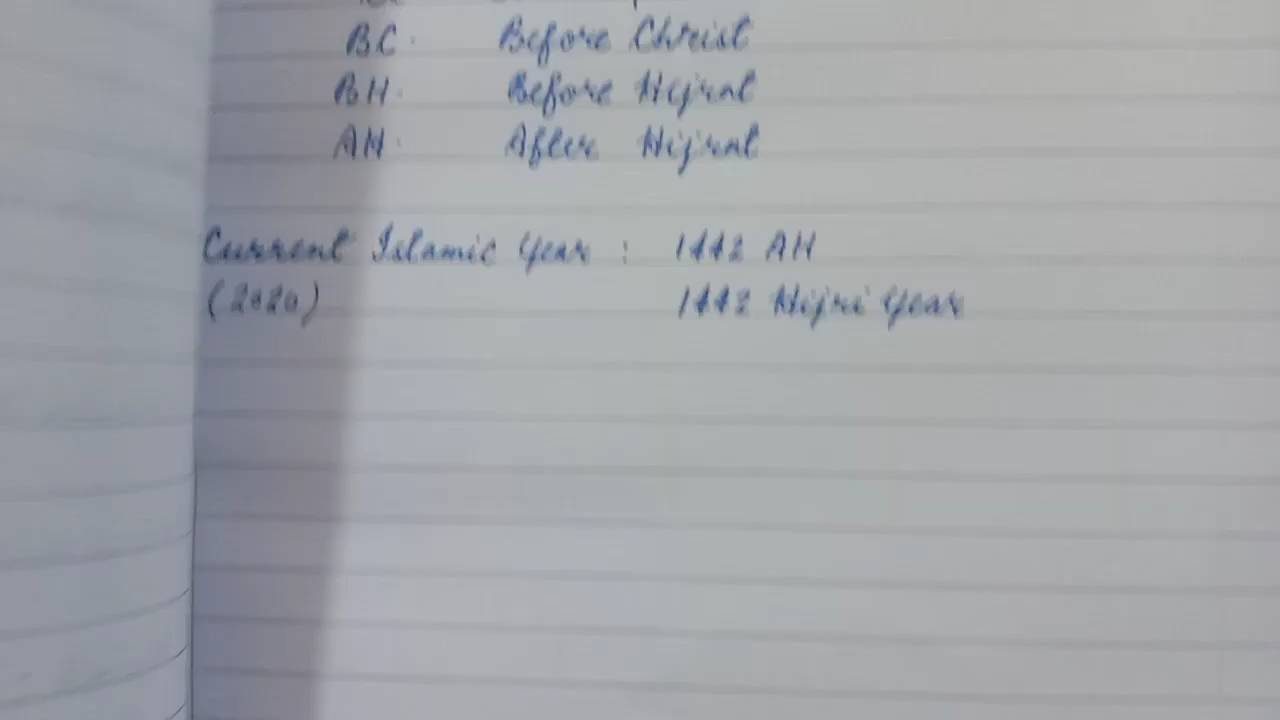 BC. Before Christ
BH. Before Hijrat
AH. After Hijrat
Current Islamic Year : 1442 AH
(2020) 1442 Hijri Year